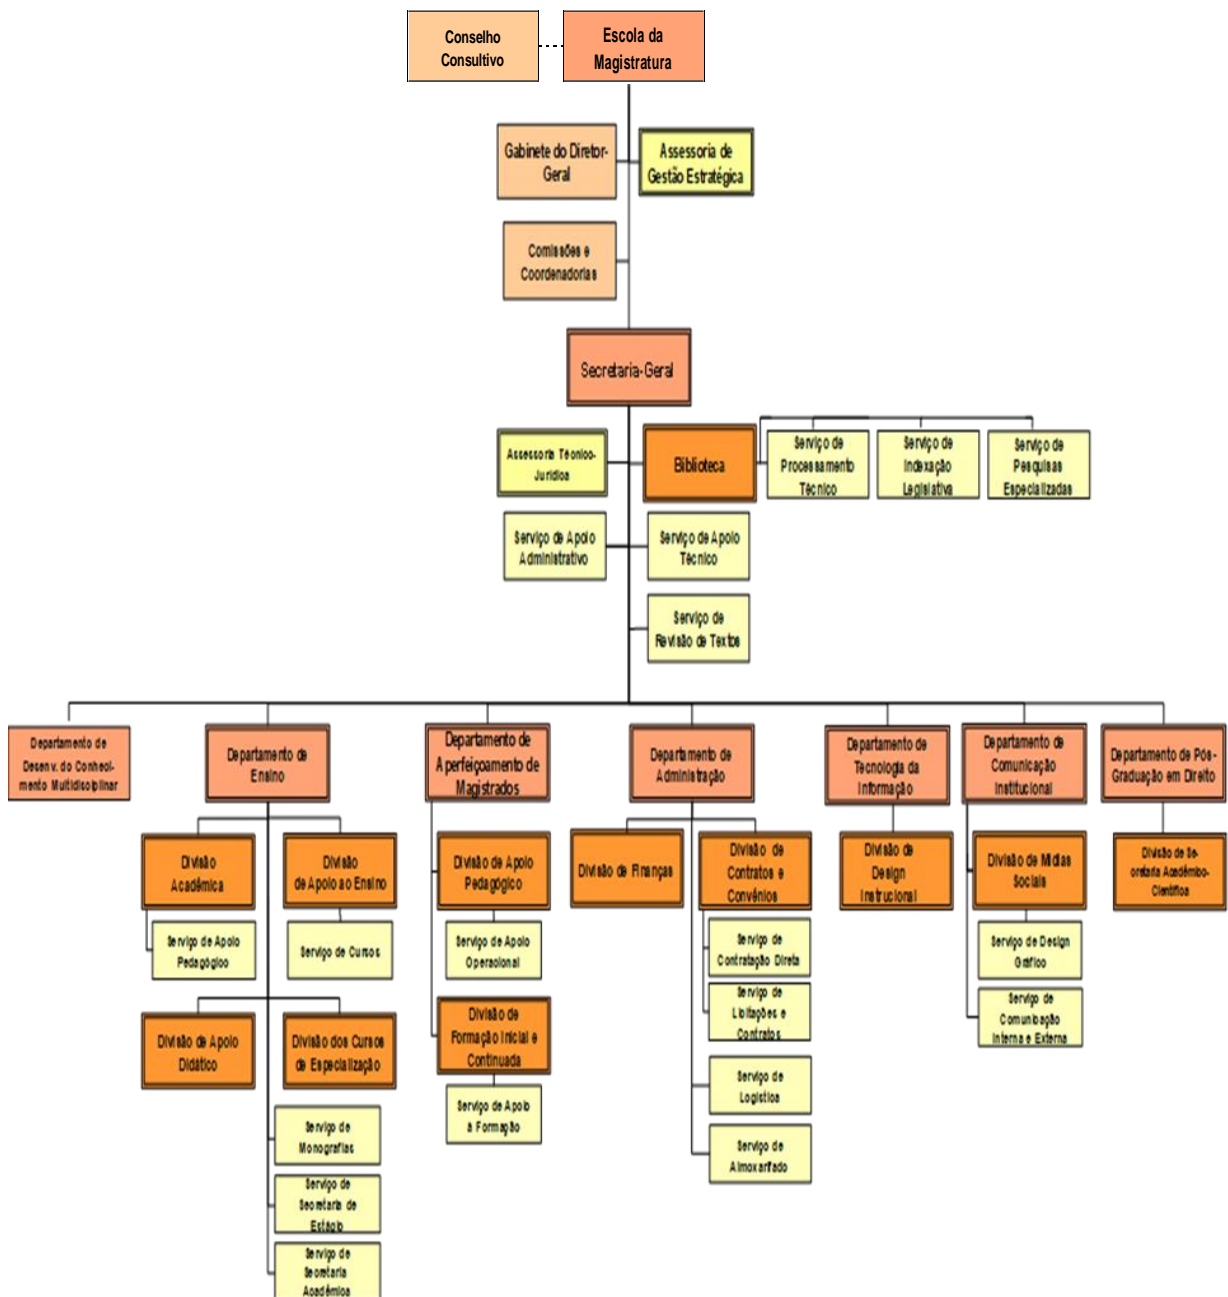 Conselho
Consultivo
Escola da
Magistratura
Gabinete do Diretor-
Geral
Assessoria de
Gestão Estratégica
Comissões e
Coordenadorias
Secretaria-Geral
Assessoria Técnico-
Jurídica
Biblioteca
Serviço de
Processamento
Técnico
Serviço de
Indexação
Legislativa
Serviço de
Pesquisas
Especializadas
Serviço de Apoio
Administrativo
Serviço de Apoio
Técnico
Serviço de
Revisão de Textos
Departamento de
Desenv. do Conheci-
mento Multidisciplinar
Departamento de
Ensino
Departamento de
Aperfeiçoamento de
Magistrados
Departamento de
Administração
Departamento de
Tecnologia da
Informação
Departamento de
Comunicação
Institucional
Departamento de Pós-
Graduação em Direito
Divisão
Acadêmica
Divisão
de Apoio ao Ensino
Divisão de Apoio
Pedagógico
Divisão de Finanças
Divisão de
Contratos e
Convênios
Divisão de
Design
Instrucional
Divisão de Mídias
Sociais
Divisão de Se-
cretaria Acadêmico-
Científica
Serviço de Apoio
Pedagógico
Serviço de Cursos
Serviço de Apoio
Operacional
Serviço de
Contratação Direta
Serviço de Design
Gráfico
Serviço de
Licitações e
Contratos
Serviço de
Comunicação
Interna e Externa
Divisão de Apoio
Didático
Divisão dos Cursos
de Especialização
Divisão de
Formação Inicial e
Continuada
Serviço de
Logística
Serviço de Apoio
à Formação
Serviço de
Monografias
Serviço de
Almoxarifado
Serviço de
Secretaria de
Estágio
Serviço de
Secretaria
Acadêmica